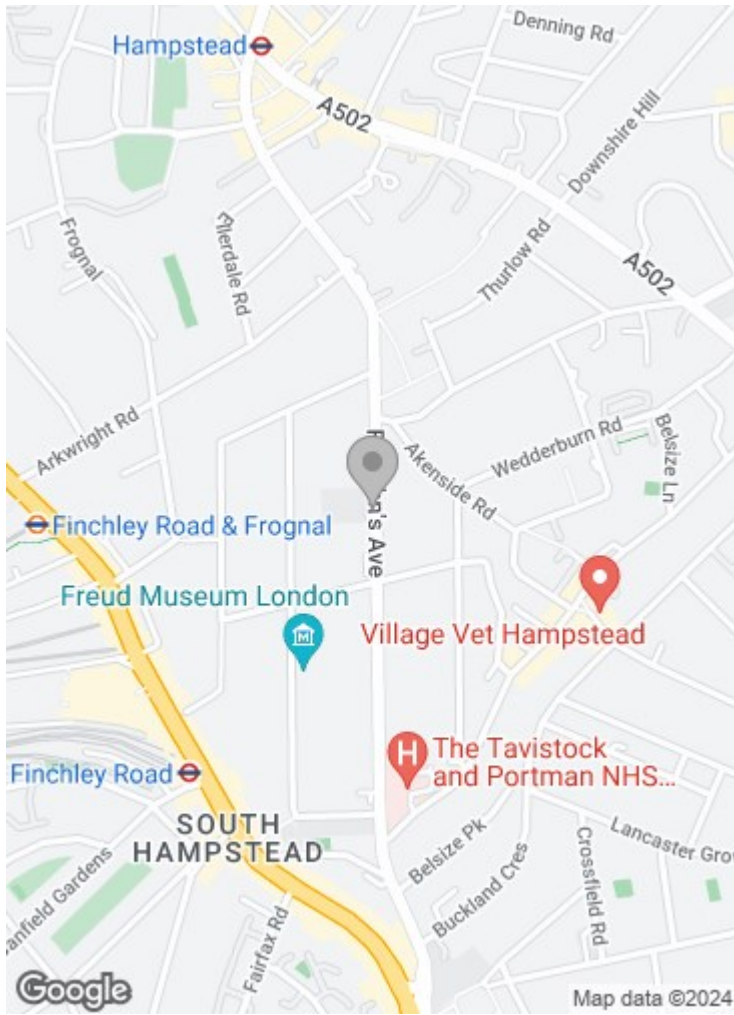 Denning Rd
Hampstead
A502
Downshire Hill
Frognal
Thurlow Rd
A502
Arkwright Rd
Wedderburn Rd
Belsize Ln
Akenside Rd
Finchley Road & Frognal
Freud Museum London
Village Vet Hampstead
The Tavistock
and Portman NHS...
Finchley Road
SOUTH
HAMPSTEAD
Belsize Pk
Lancaster Gro
Buckland Cres
Crossfield Rd
Fairfax Rd
Google
Map data ©2024